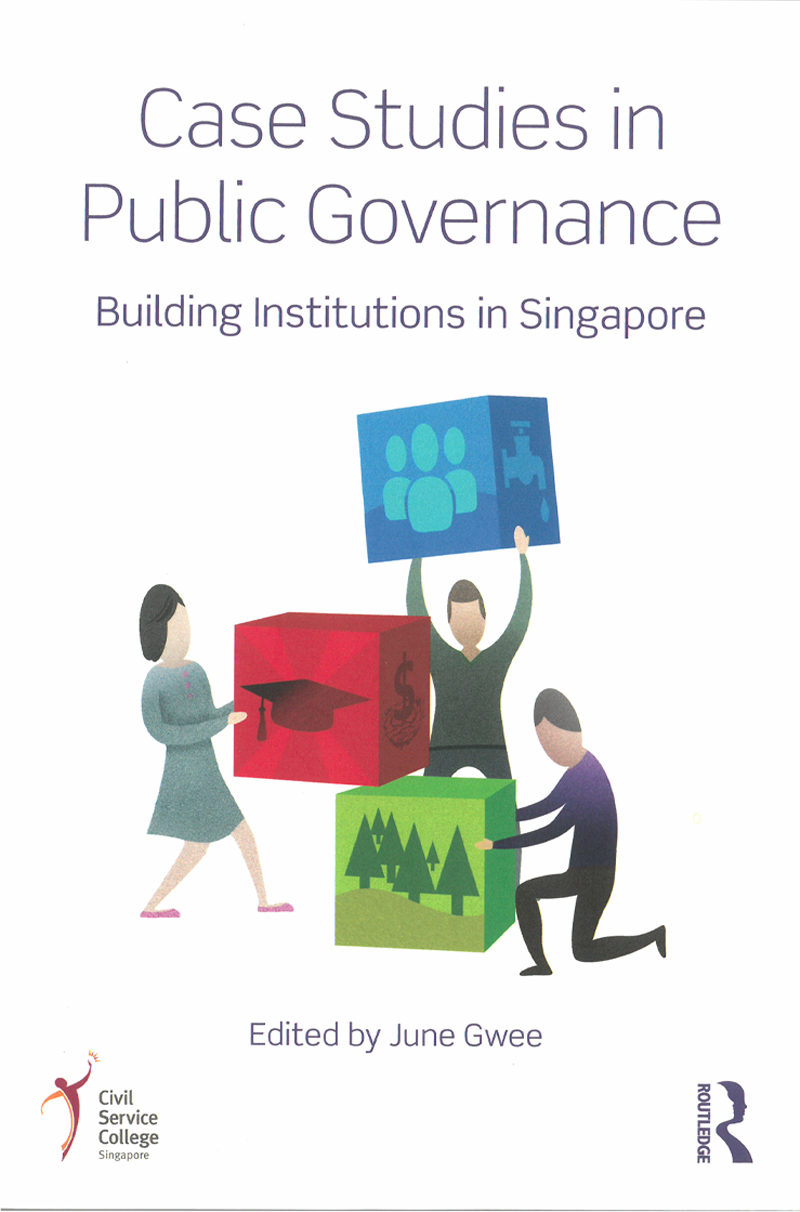 Case Studies in
Public Governance
Building Institutions in Singapore
$
Edited by June Gwee
Civil
Service
College
Singapore
ROUTLEDGE